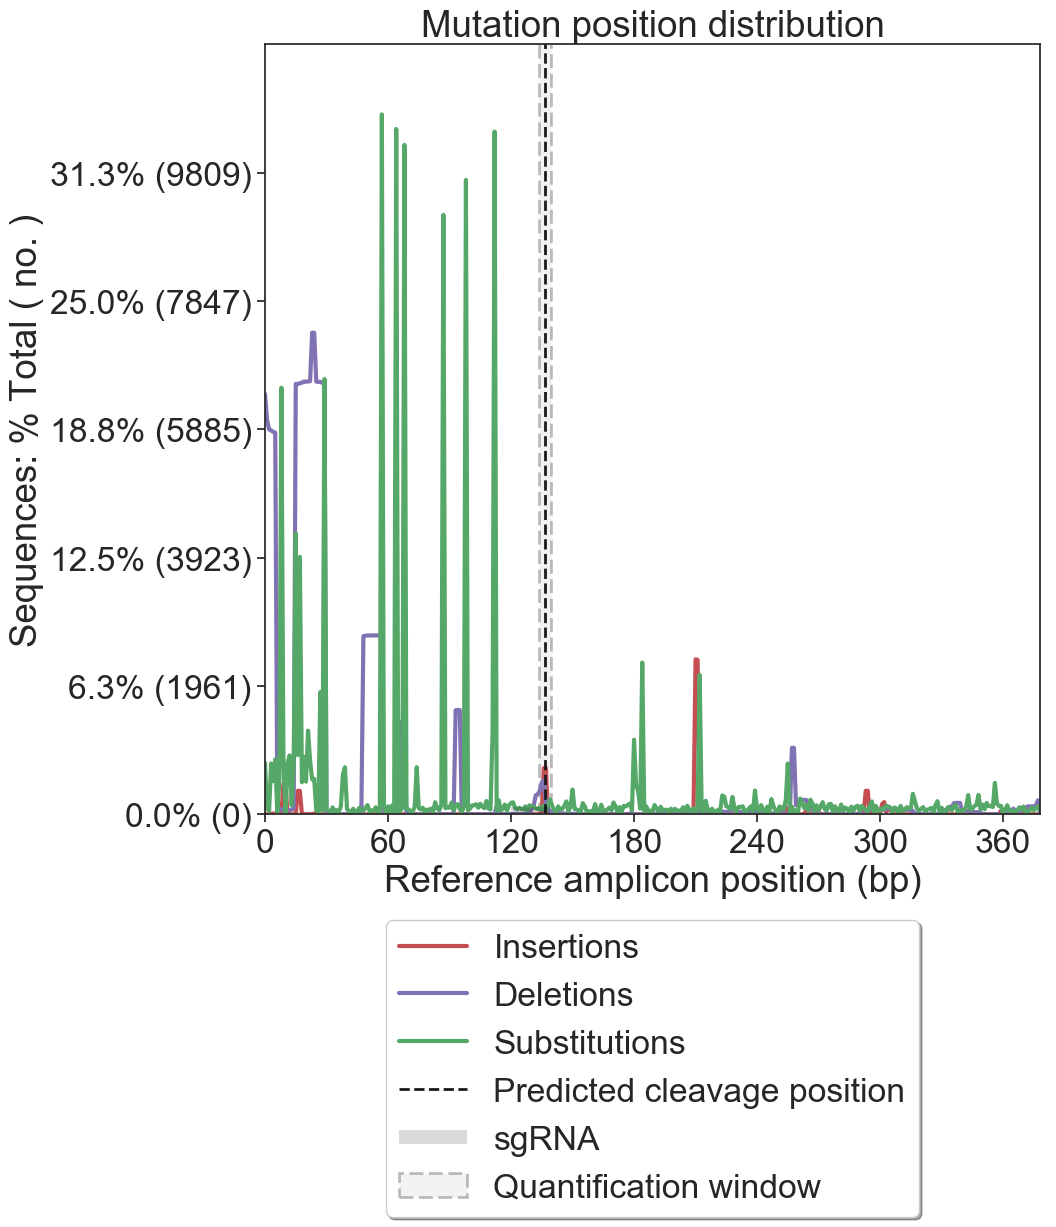 Mutation position distribution
Sequences: % Total ( no. )
31.3% (9809)
25.0% (7847)
18.8% (5885)
12.5% (3923)
6.3% (1961)
0.0% (0)
0 60 120 180 240 300 360
Reference amplicon position (bp)
Insertions
Deletions
Substitutions
Predicted cleavage position
sgRNA
Quantification window